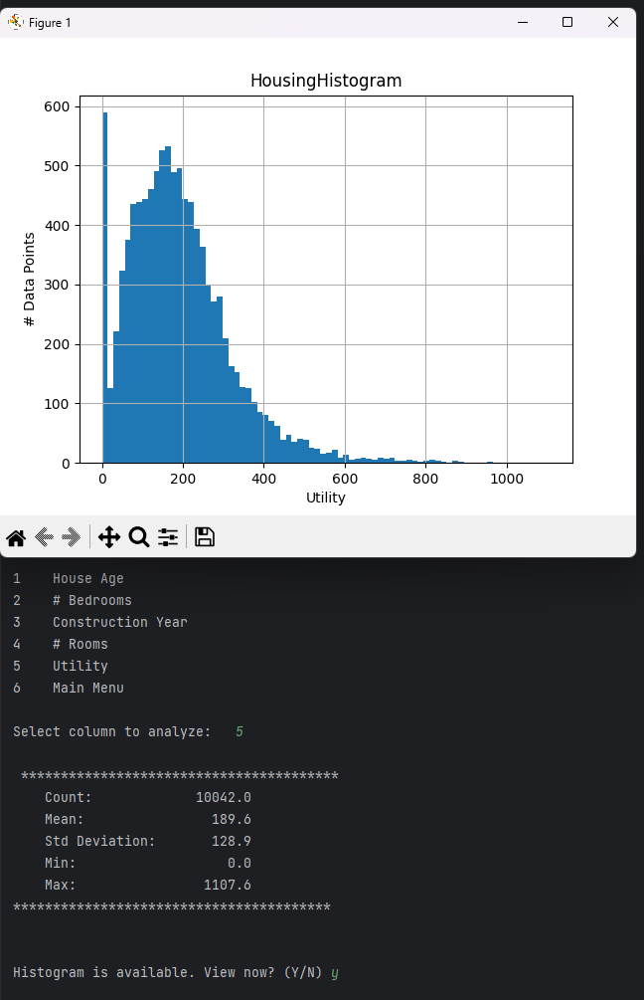 Figure 1
HousingHistogram
600
500
400
300
200
100
0
# Data Points
0 200 400 600 800 1000
Utility
1 House Age
2 # Bedrooms
3 Construction Year
4 # Rooms
5 Utility
6 Main Menu
Select column to analyze: 5
****************************************
Count: 10042.0
Mean: 189.6
Std Deviation: 128.9
Min: 0.0
Max: 1107.6
****************************************
Histogram is available. View now? (Y/N) y